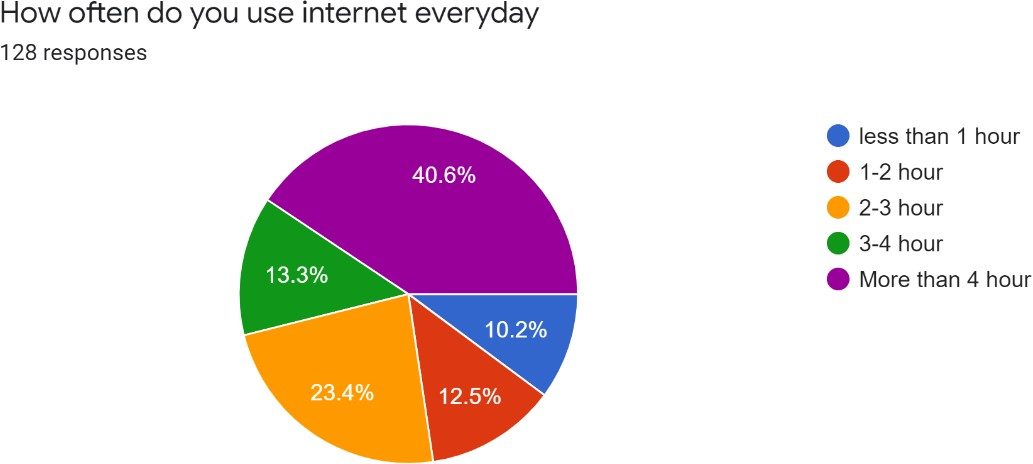 How often do you use internet everyday
128 responses
40.6%
13.3%
10.2%
23.4%
12.5%
less than 1 hour
1-2 hour
2-3 hour
3-4 hour
More than 4 hour